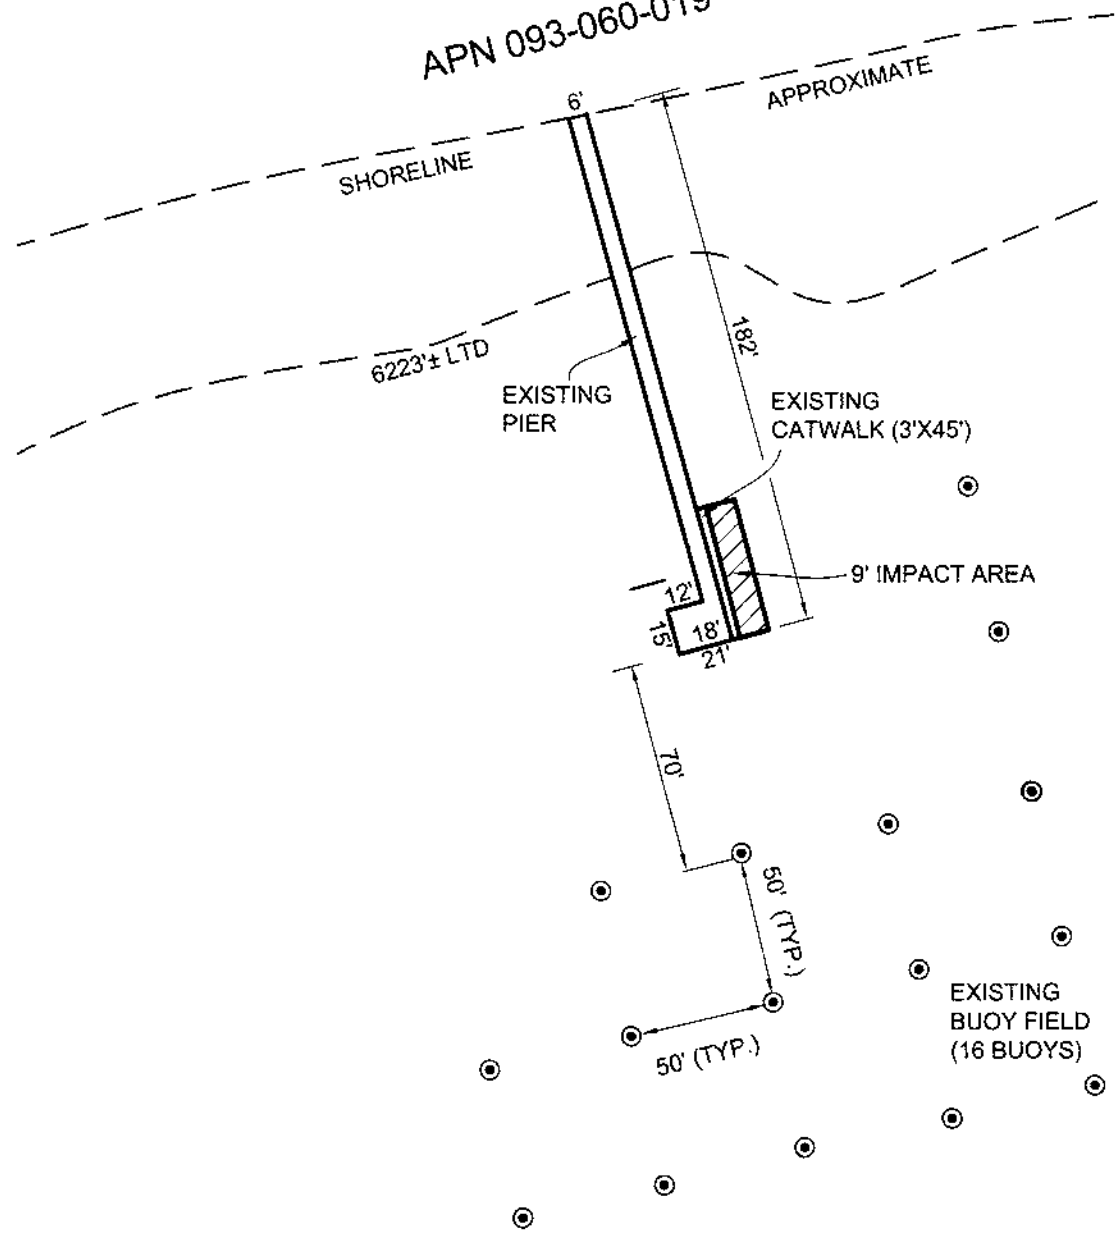 APN 093-060-019
6'
APPROXIMATE
SHORELINE
182'
6223'± LTD
EXISTING
PIER
EXISTING
CATWALK (3'X45')
9' IMPACT AREA
12'
15'
18'
21'
70'
50' (TYP.)
50' (TYP.)
EXISTING
BUOY FIELD
(16 BUOYS)